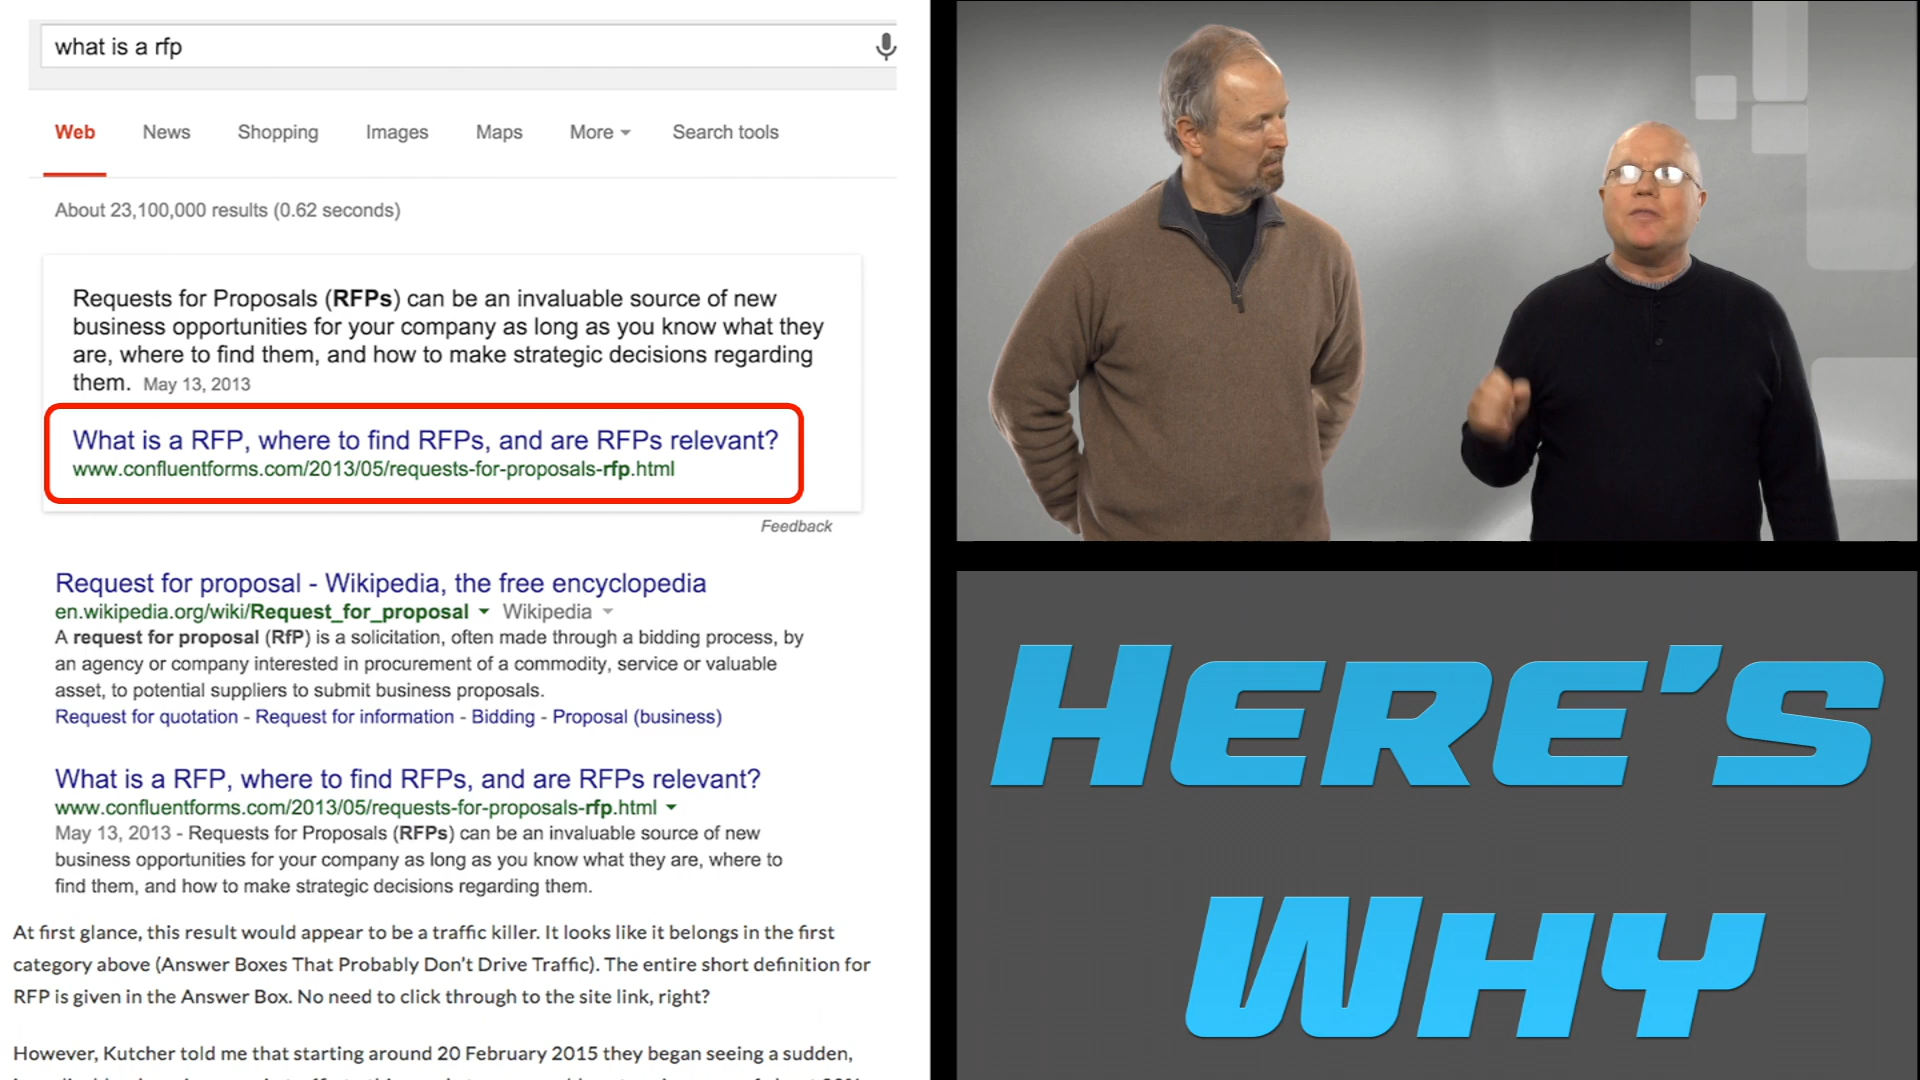 what is a rfp
Web News Shopping Images Maps More Search tools
About 23,100,000 results (0.62 seconds)
Requests for Proposals (RFPs) can be an invaluable source of new
business opportunities for your company as long as you know what they
are, where to find them, and how to make strategic decisions regarding
them. May 13, 2013
What is a RFP, where to find RFPs, and are RFPs relevant?
www.confluentforms.com/2013/05/requests-for-proposals-rfp.html
Feedback
Request for proposal - Wikipedia, the free encyclopedia
en.wikipedia.org/wiki/Request_for_proposal Wikipedia
A request for proposal (RfP) is a solicitation, often made through a bidding process, by
an agency or company interested in procurement of a commodity, service or valuable
asset, to potential suppliers to submit business proposals.
Request for quotation - Request for information - Bidding - Proposal (business)
What is a RFP, where to find RFPs, and are RFPs relevant?
www.confluentforms.com/2013/05/requests-for-proposals-rfp.html
May 13, 2013 - Requests for Proposals (RFPs) can be an invaluable source of new
business opportunities for your company as long as you know what they are, where to
find them, and how to make strategic decisions regarding them.
At first glance, this result would appear to be a traffic killer. It looks like it belongs in the first
category above (Answer Boxes That Probably Don't Drive Traffic). The entire short definition for
RFP is given in the Answer Box. No need to click through to the site link, right?
However, Kutcher told me that starting around 20 February 2015 they began seeing a sudden,
HERE'S
WHY